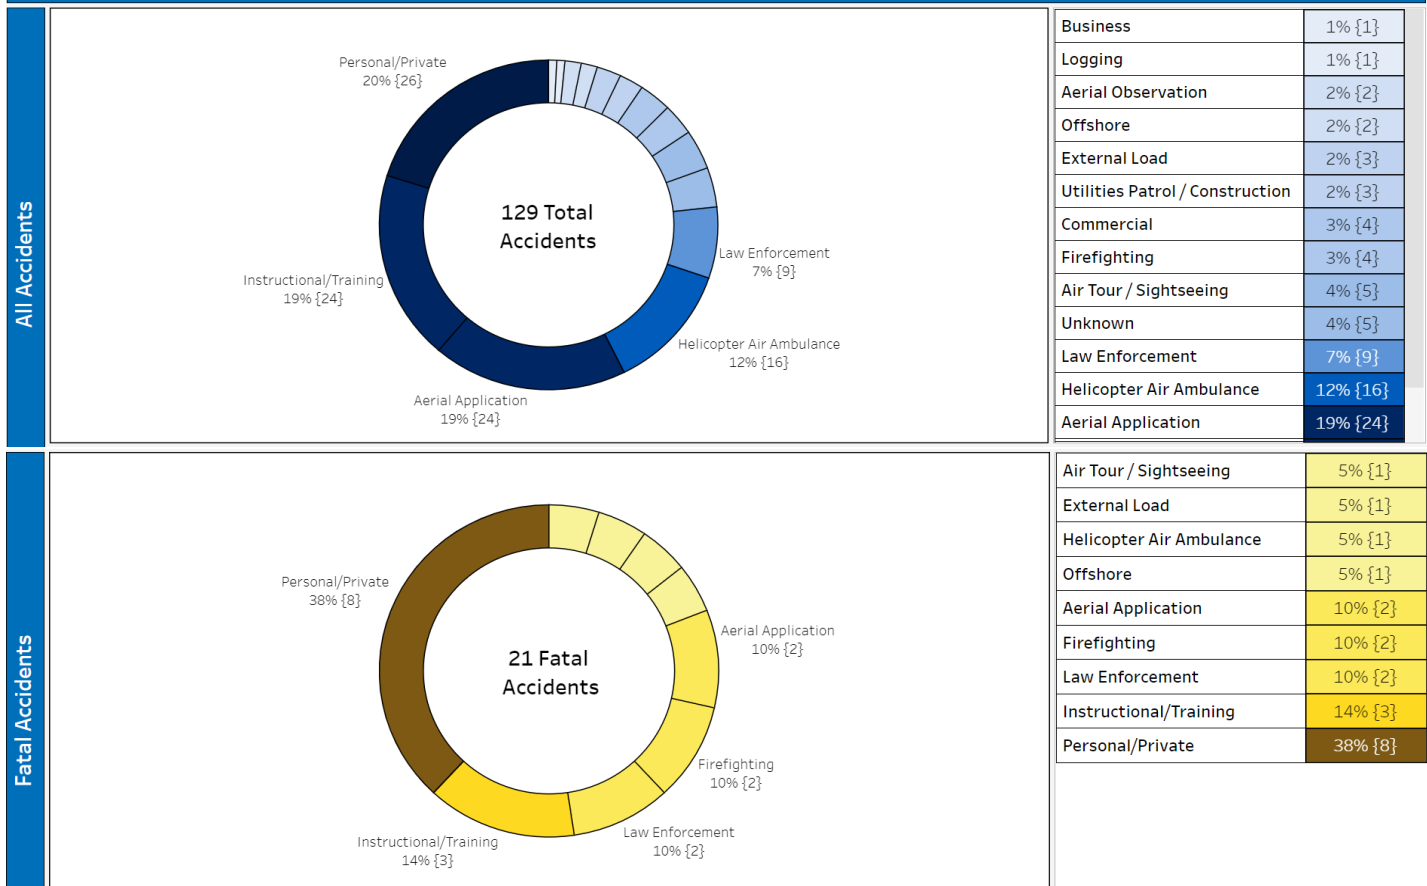 All Accidents
Personal/Private
20% {26}
Instructional/Training
19% {24}
Aerial Application
19% {24}
Helicopter Air Ambulance
12% {16}
Law Enforcement
7% {9}
129 Total
Accidents
Business 1% {1}
Logging 1% {1}
Aerial Observation 2% {2}
Offshore 2% {2}
External Load 2% {3}
Utilities Patrol / Construction 2% {3}
Commercial 3% {4}
Firefighting 3% {4}
Air Tour / Sightseeing 4% {5}
Unknown 4% {5}
Law Enforcement 7% {9}
Helicopter Air Ambulance 12% {16}
Aerial Application 19% {24}
Fatal Accidents
Personal/Private
38% {8}
Instructional/Training
14% {3}
Law Enforcement
10% {2}
Firefighting
10% {2}
Aerial Application
10% {2}
21 Fatal
Accidents
Air Tour / Sightseeing 5% {1}
External Load 5% {1}
Helicopter Air Ambulance 5% {1}
Offshore 5% {1}
Aerial Application 10% {2}
Firefighting 10% {2}
Law Enforcement 10% {2}
Instructional/Training 14% {3}
Personal/Private 38% {8}